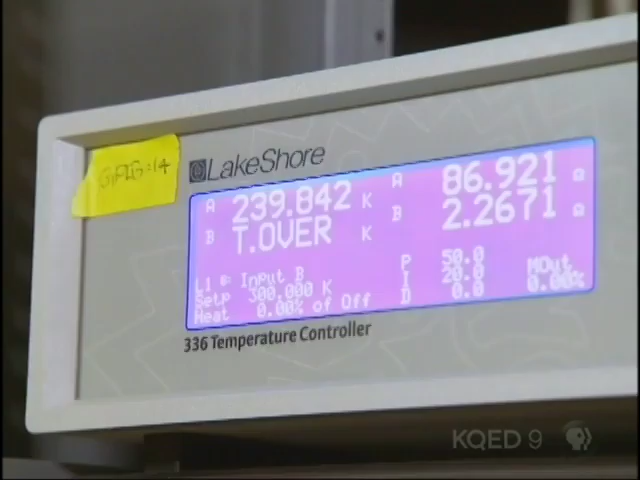 GPIG:14
LakeShore
A 239.842 K A 86.921 Ω
B T.OVER K B 2.2671 Ω
L1 Input B P 50.0
Setp 300.000 K I 20.0 MOut
Heat 0.00% of Off D 0.0 0.00%
336 Temperature Controller
KQED 9